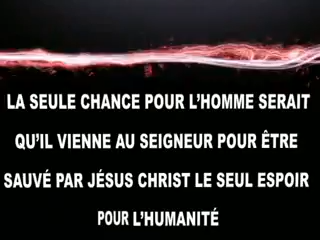 LA SEULE CHANCE POUR L'HOMME SERAIT
QU'IL VIENNE AU SEIGNEUR POUR ÊTRE
SAUVÉ PAR JÉSUS CHRIST LE SEUL ESPOIR
POUR L'HUMANITÉ